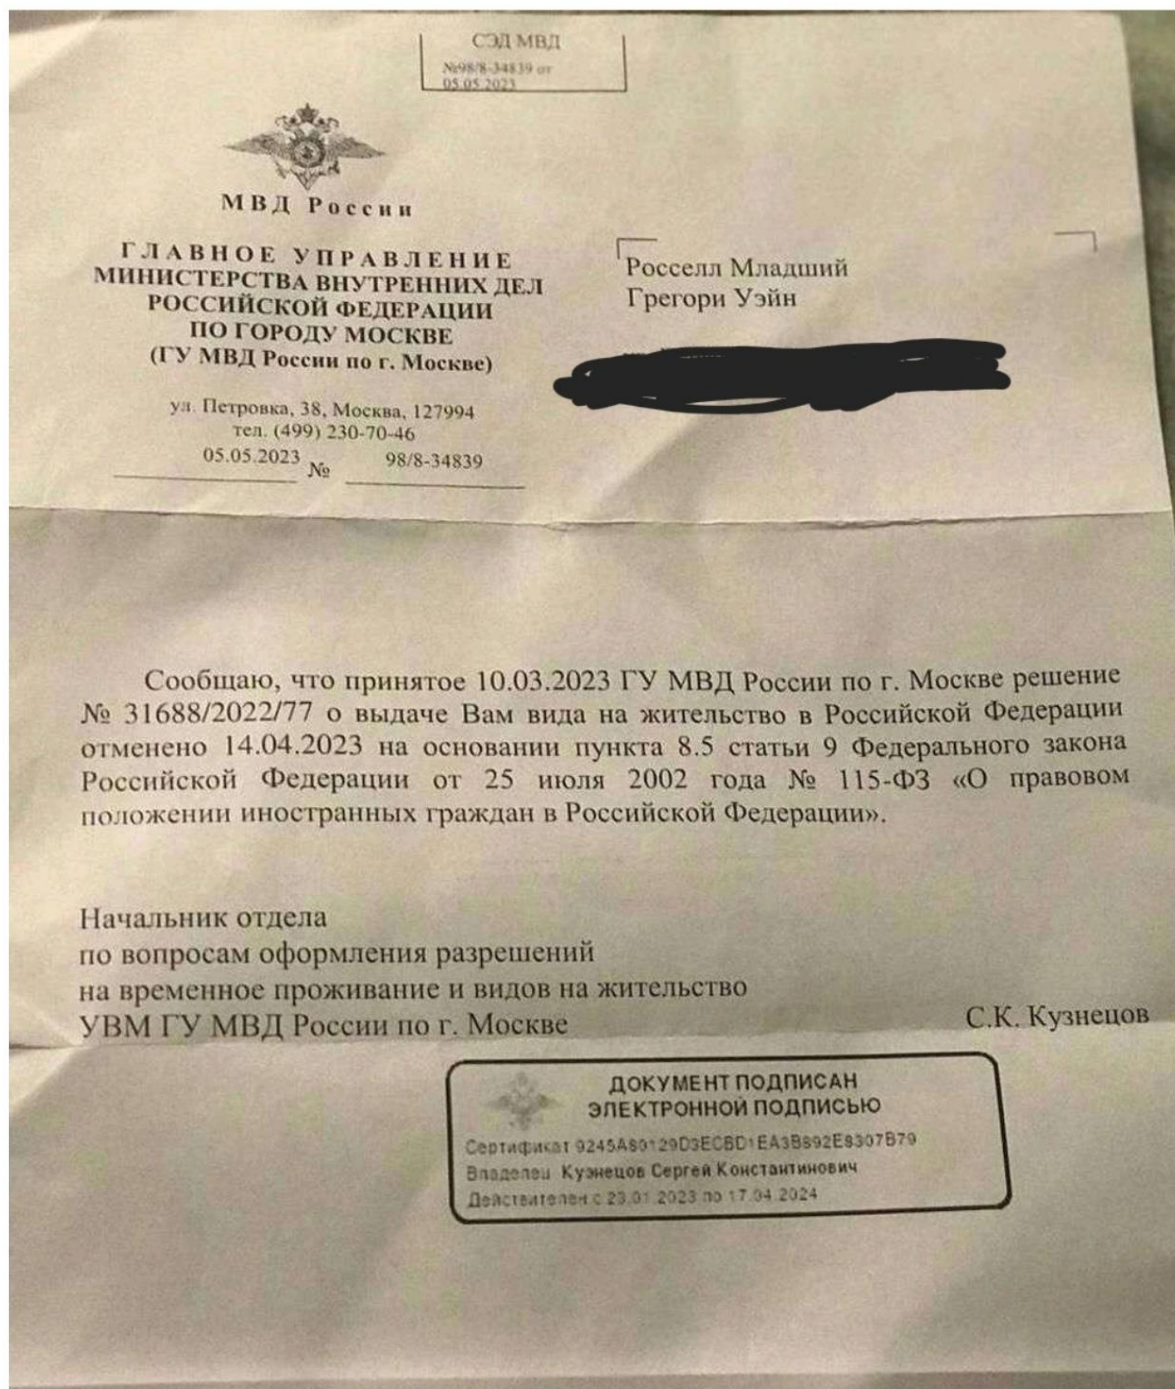 СЭД МВД
№98/8-34839 от
05.05.2023
МВД России
ГЛАВНОЕ УПРАВЛЕНИЕ
МИНИСТЕРСТВА ВНУТРЕННИХ ДЕЛ
РОССИЙСКОЙ ФЕДЕРАЦИИ
ПО ГОРОДУ МОСКВЕ
(ГУ МВД России по г. Москве)
ул. Петровка, 38, Москва, 127994
тел. (499) 230-70-46
05.05.2023 № 98/8-34839
Росселл Младший
Грегори Уэйн
Сообщаю, что принятое 10.03.2023 ГУ МВД России по г. Москве решение
№ 31688/2022/77 о выдаче Вам вида на жительство в Российской Федерации
отменено 14.04.2023 на основании пункта 8.5 статьи 9 Федерального закона
Российской Федерации от 25 июля 2002 года № 115-ФЗ «О правовом
положении иностранных граждан в Российской Федерации».
Начальник отдела
по вопросам оформления разрешений
на временное проживание и видов на жительство
УВМ ГУ МВД России по г. Москве
С.К. Кузнецов
ДОКУМЕНТ ПОДПИСАН
ЭЛЕКТРОННОЙ ПОДПИСЬЮ
Сертификат
Владелец Кузнецов Сергей Константинович
Действителен с 23.01.2023 по 17.04.2024